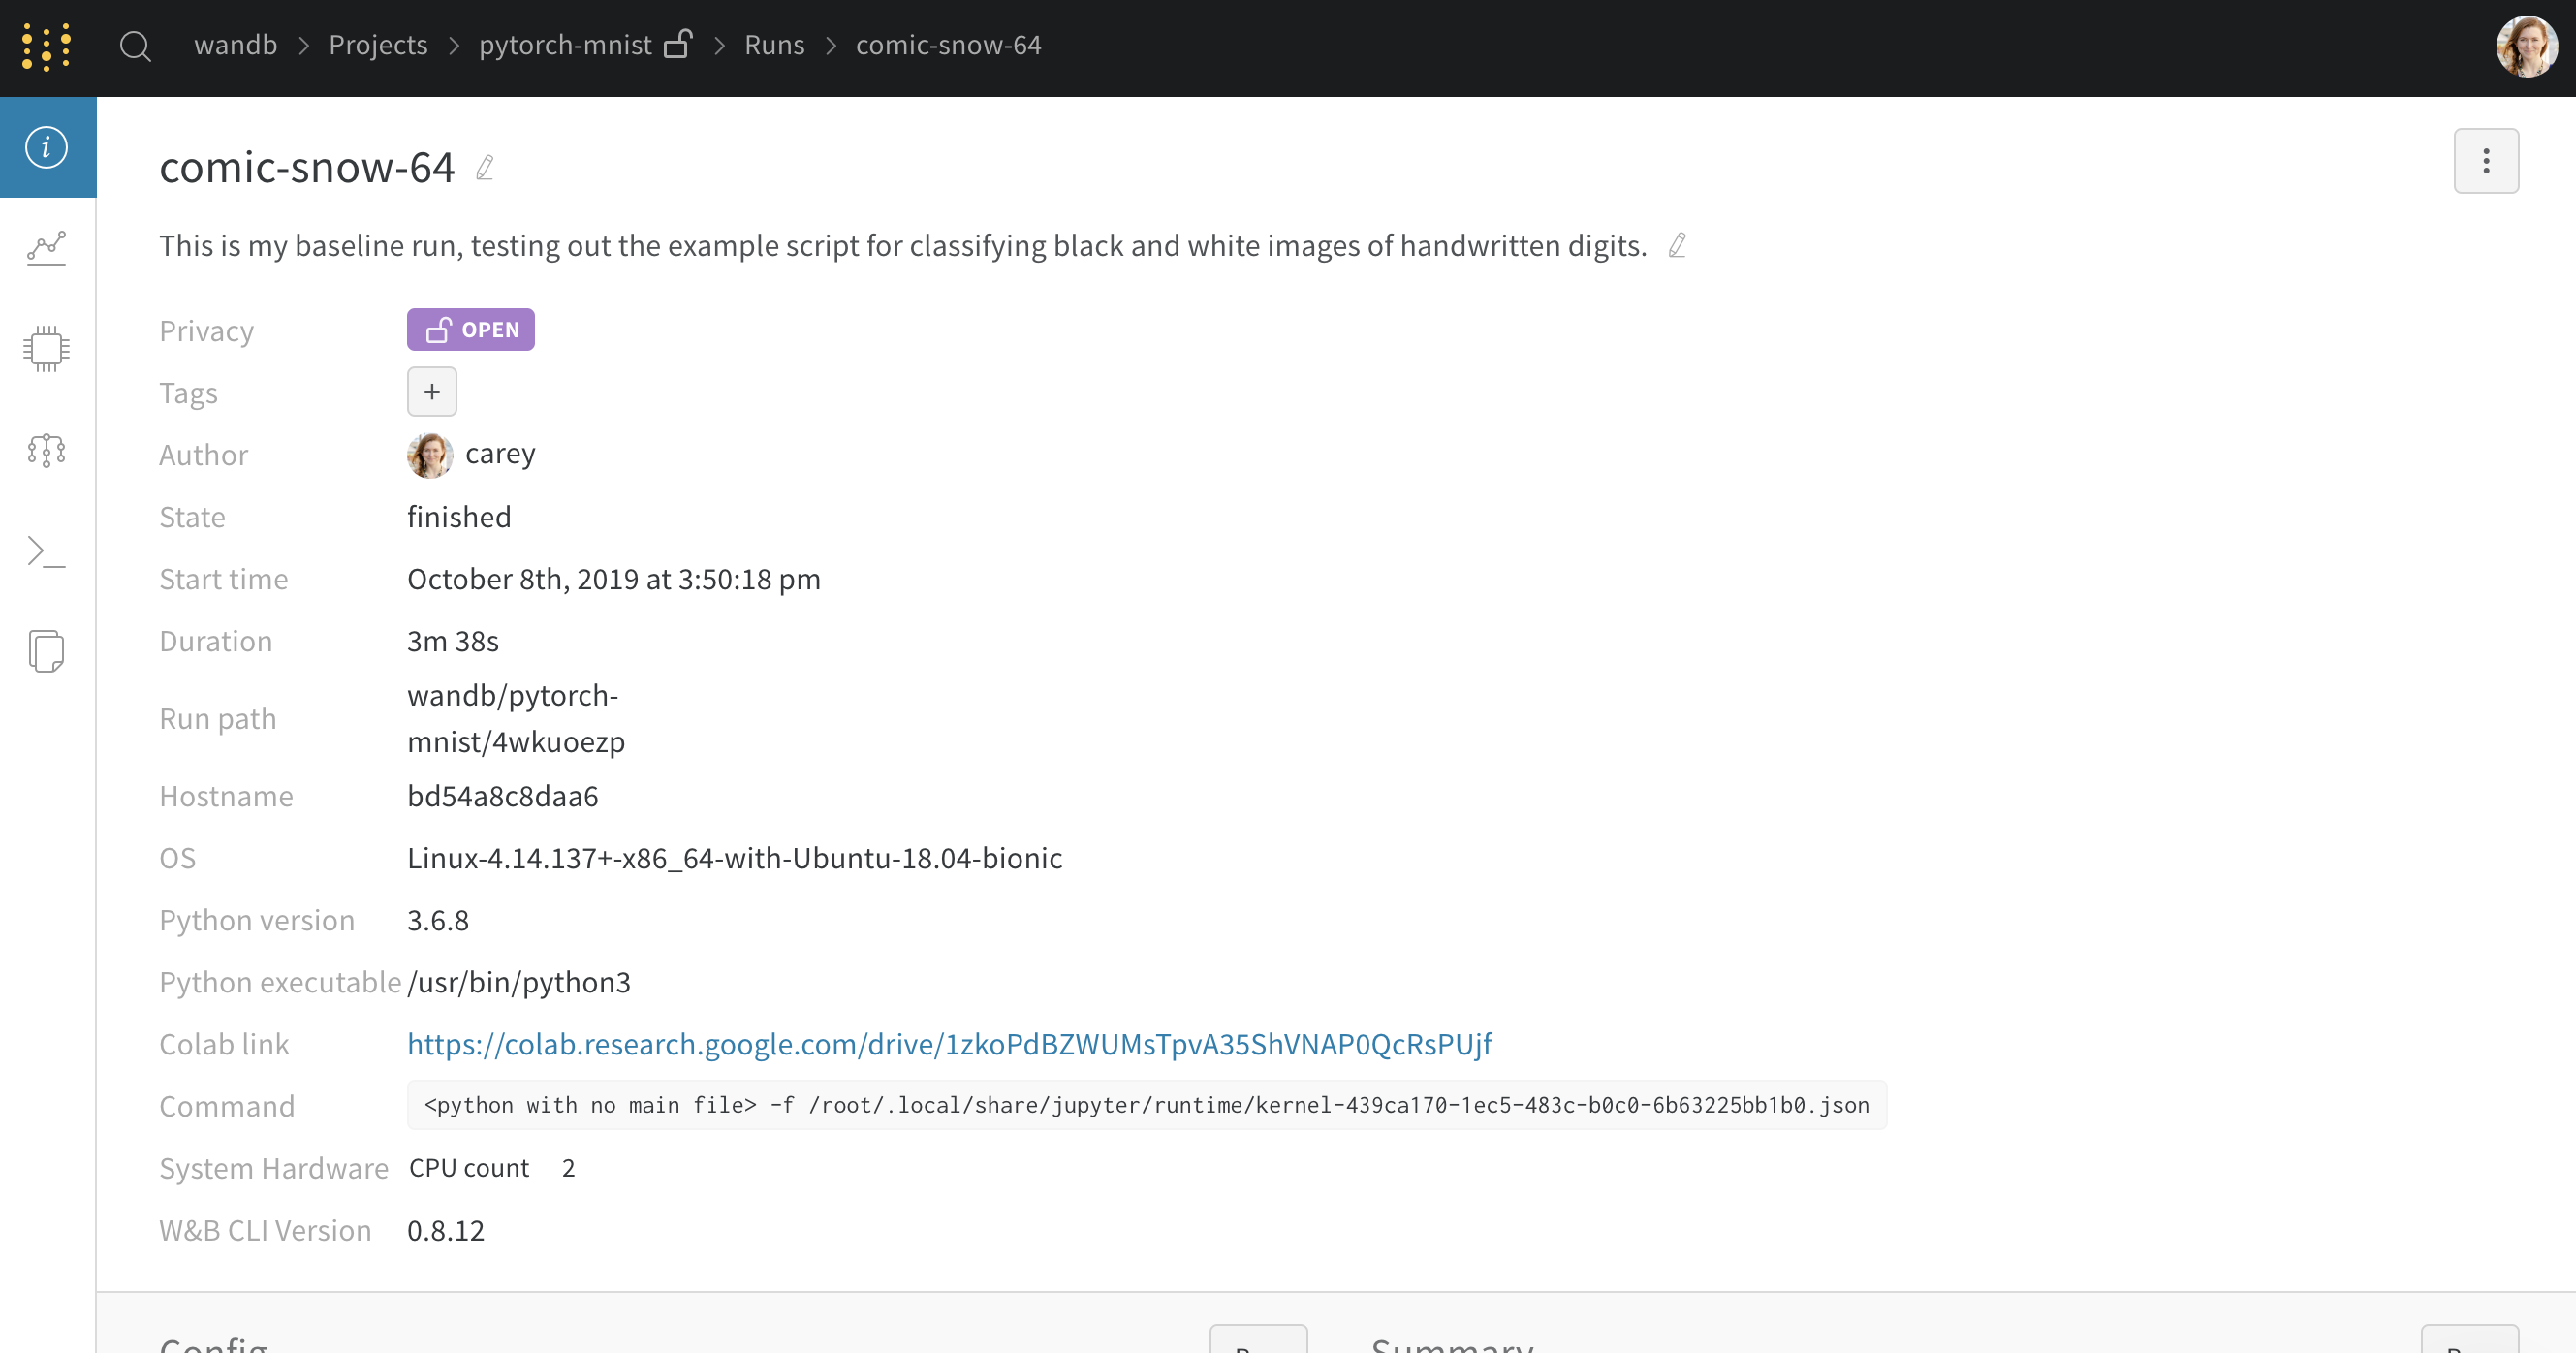 wandb > Projects > pytorch-mnist > Runs > comic-snow-64
comic-snow-64
This is my baseline run, testing out the example script for classifying black and white images of handwritten digits.
Privacy OPEN
Tags +
Author carey
State finished
Start time October 8th, 2019 at 3:50:18 pm
Duration 3m 38s
Run path wandb/pytorch-
mnist/4wkuoezp
Hostname bd54a8c8daa6
OS Linux-4.14.137+-x86_64-with-Ubuntu-18.04-bionic
Python version 3.6.8
Python executable /usr/bin/python3
Colab link https://colab.research.google.com/drive/1zkoPdBZWUMsTpvA35ShVNAP0QcRsPUjf
Command <python with no main file> -f /root/.local/share/jupyter/runtime/kernel-439ca170-1ec5-483c-b0c0-6b63225bb1b0.json
System Hardware CPU count 2
W&B CLI Version 0.8.12
Config Summary